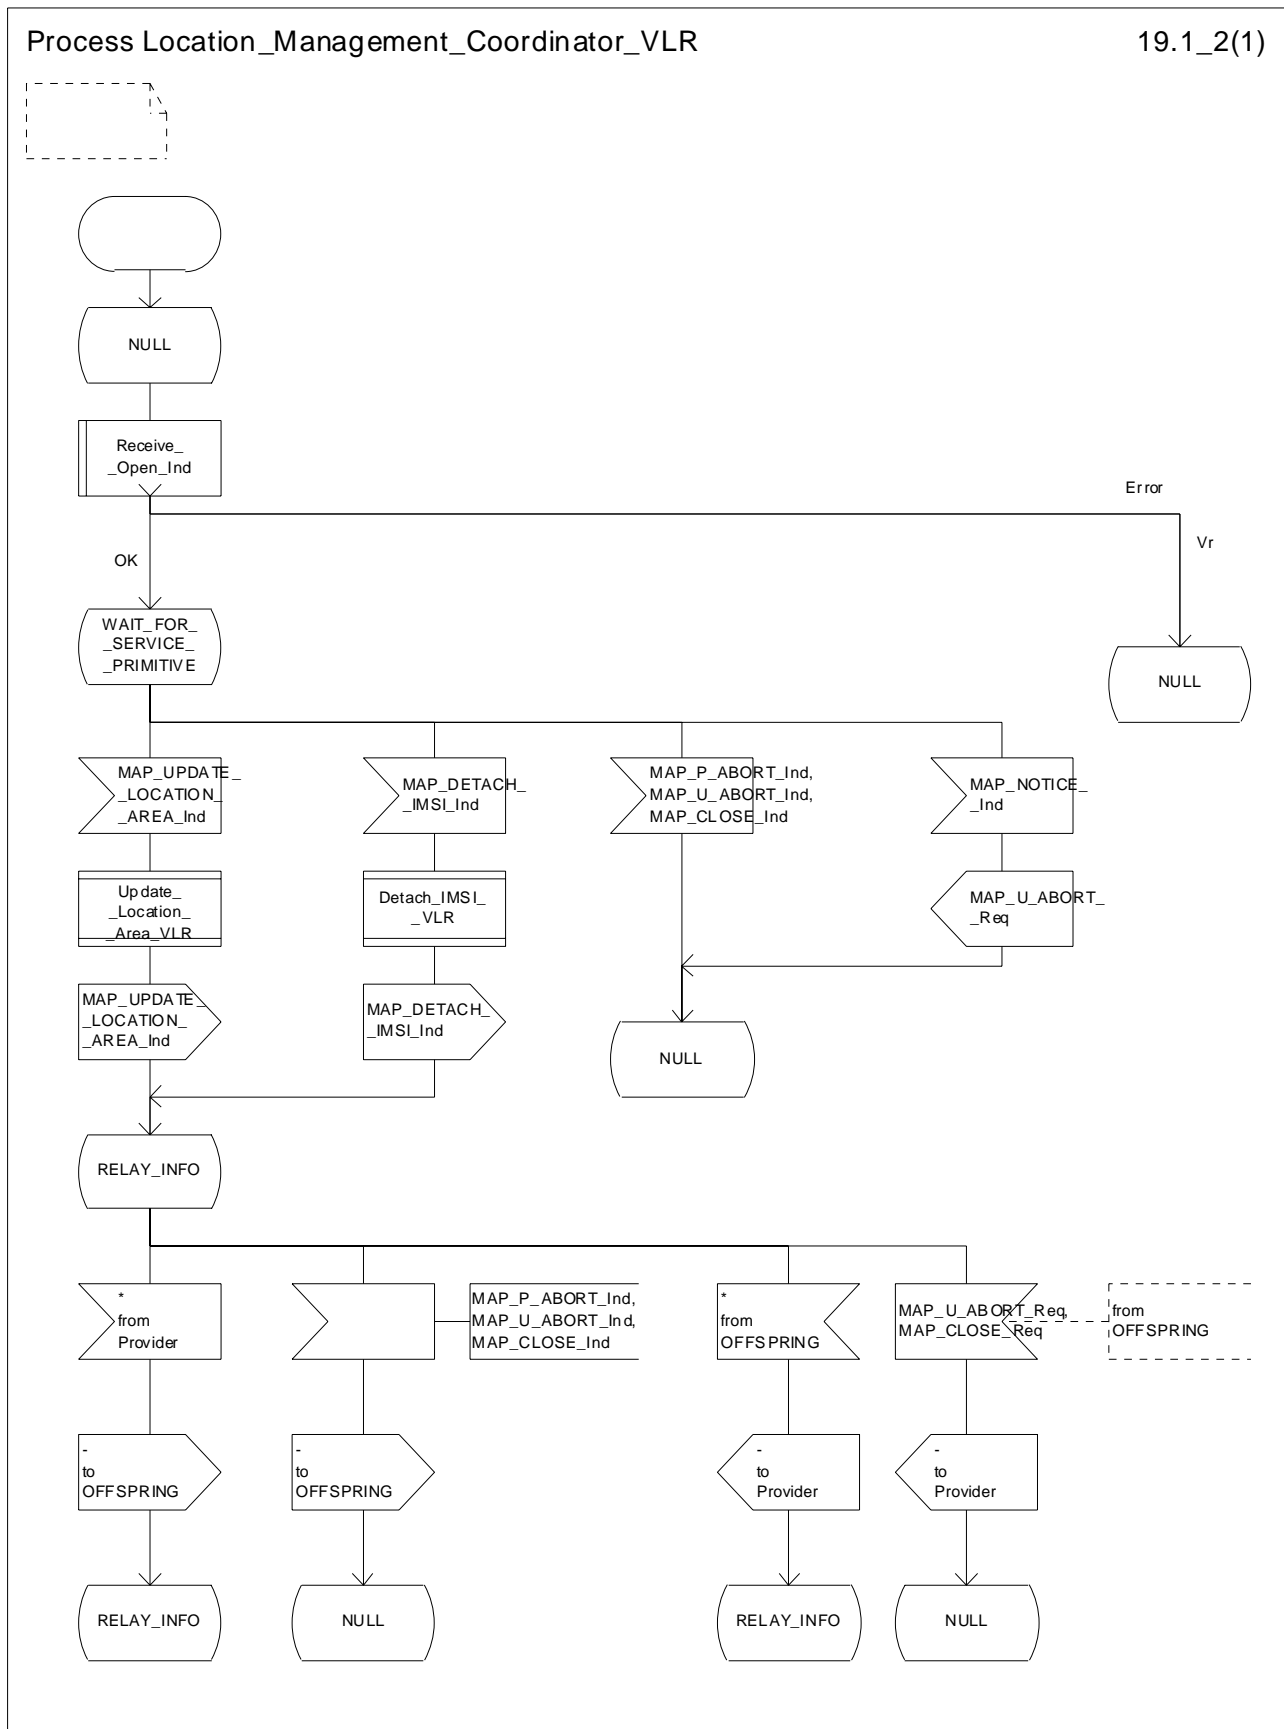 Process Location_Management_Coordinator_VLR
19.1_2(1)
NULL
Receive_
_Open_Ind
Error
Vr
OK
WAIT_FOR_
_SERVICE_
_PRIMITIVE
NULL
MAP_UPDATE_
_LOCATION_
_AREA_Ind
MAP_DETACH_
_IMSI_Ind
MAP_P_ABORT_Ind,
MAP_U_ABORT_Ind,
MAP_CLOSE_Ind
MAP_NOTICE_
_Ind
Update_
_Location_
_Area_VLR
Detach_IMSI_
_VLR
MAP_U_ABORT_
_Req
MAP_UPDATE_
_LOCATION_
_AREA_Ind
MAP_DETACH_
_IMSI_Ind
NULL
RELAY_INFO
*
from
Provider
MAP_P_ABORT_Ind,
MAP_U_ABORT_Ind,
MAP_CLOSE_Ind
*
from
OFFSPRING
MAP_U_ABORT_Req,
MAP_CLOSE_Req
from
OFFSPRING
-
to
OFFSPRING
-
to
OFFSPRING
-
to
Provider
-
to
Provider
RELAY_INFO
NULL
RELAY_INFO
NULL